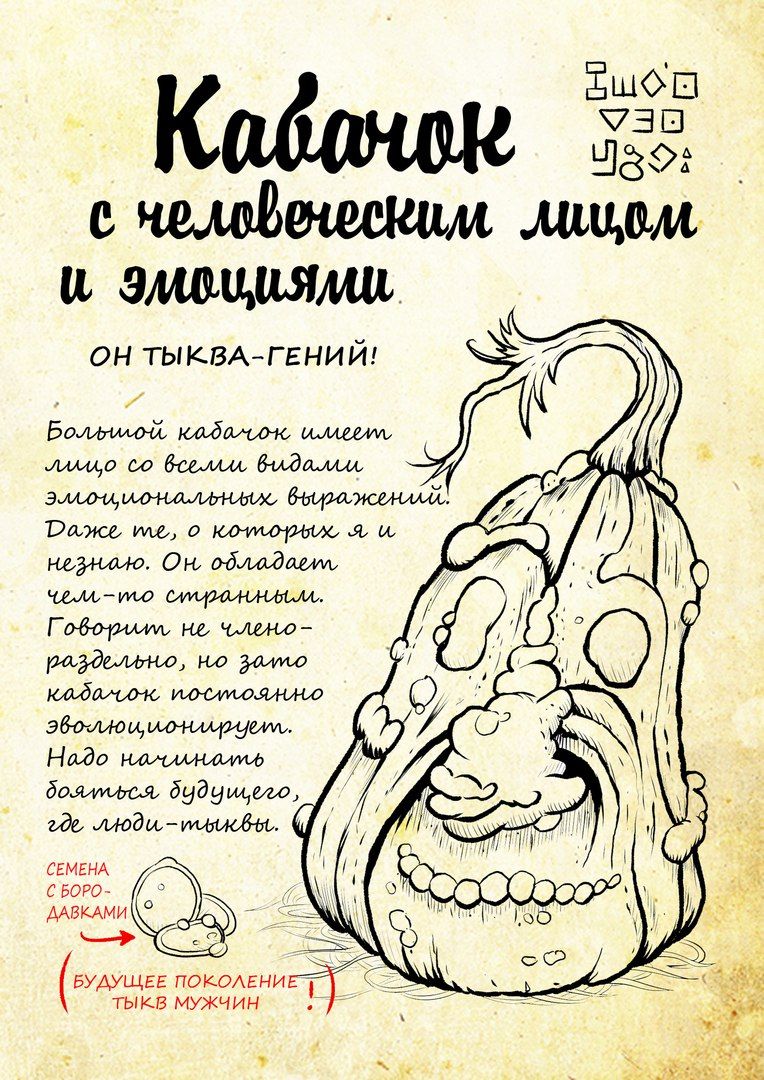 Кабачок
с человеческим лицом
и эмоциями
ОН ТЫКВА-ГЕНИЙ!
Большой кабачок имеет
лицо со всеми видами
эмоциональных выражений.
Даже те, о которых я и
незнаю. Он обладает
чем-то странным.
Говорит не члено-
раздельно, но зато
кабачок постоянно
эволюционирует.
Надо начинать
бояться будущего,
где люди-тыквы.
СЕМЕНА
С БОРО-
ДАВКАМИ
(БУДУЩЕЕ ПОКОЛЕНИЕ
ТЫКВ МУЖЧИН!)